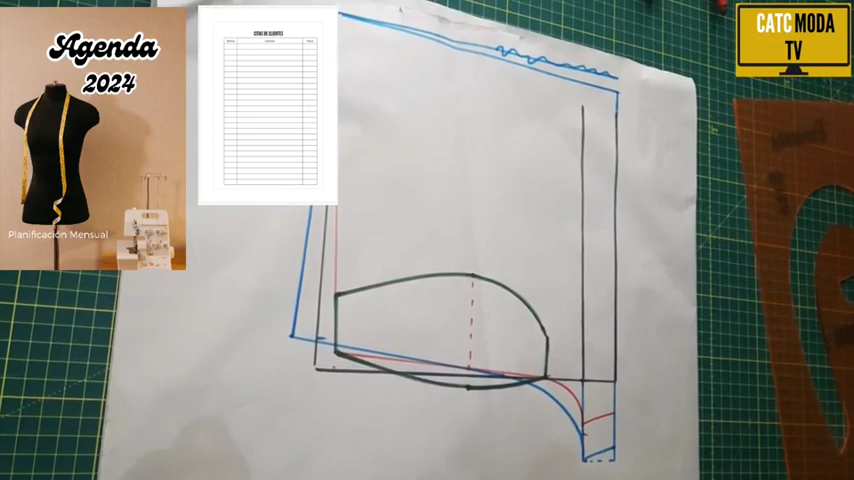 Agenda
2024
Planificación Mensual
CITAS DE CLIENTES
CATC MODA
TV